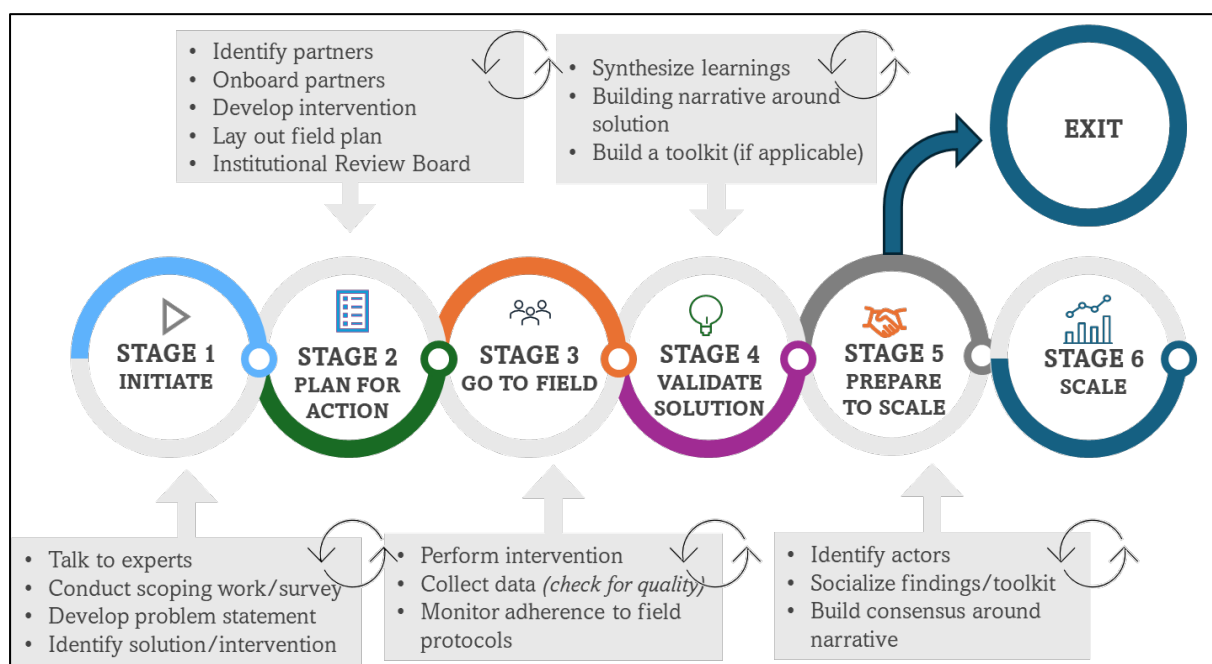 • Identify partners
• Onboard partners
• Develop intervention
• Lay out field plan
• Institutional Review Board
• Synthesize learnings
• Building narrative around
solution
• Build a toolkit (if applicable)
EXIT
STAGE 1
INITIATE
STAGE 2
PLAN FOR
ACTION
STAGE 3
GO TO FIELD
STAGE 4
VALIDATE
SOLUTION
STAGE 5
PREPARE
TO SCALE
STAGE 6
SCALE
• Talk to experts
• Conduct scoping work/survey
• Develop problem statement
• Identify solution/intervention
• Perform intervention
• Collect data (check for quality)
• Monitor adherence to field
protocols
• Identify actors
• Socialize findings/toolkit
• Build consensus around
narrative